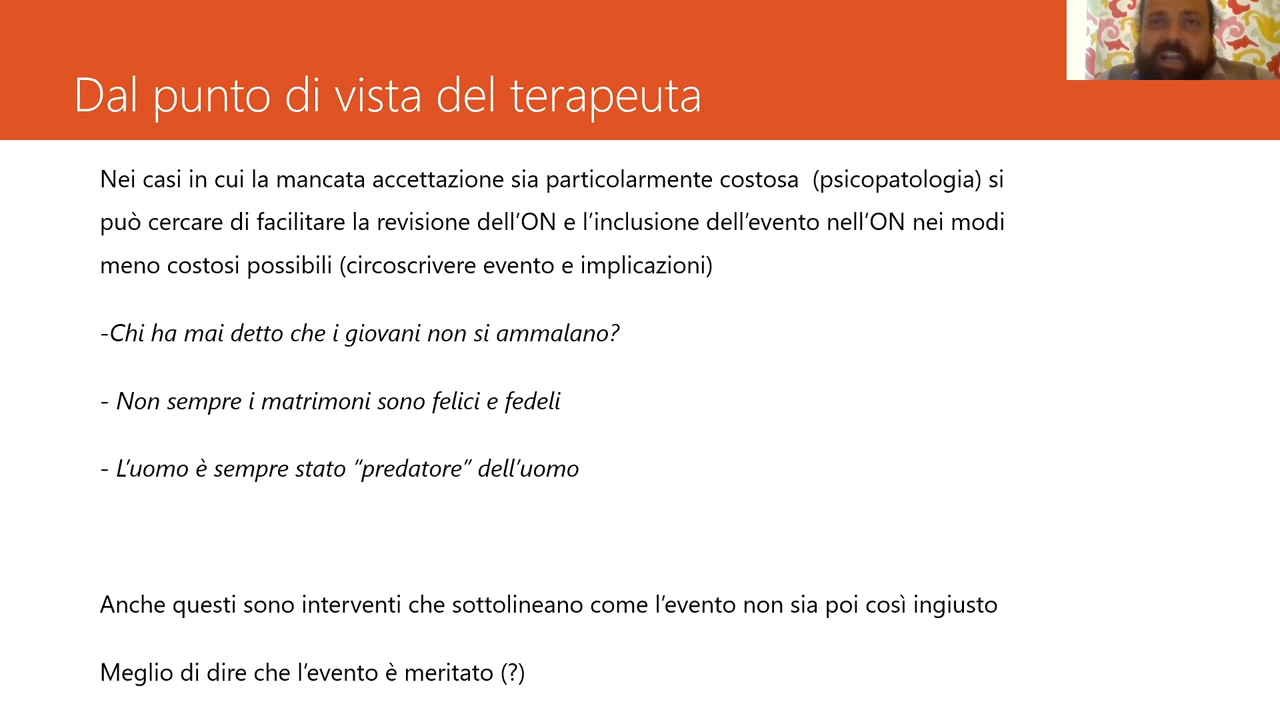 Dal punto di vista del terapeuta
Nei casi in cui la mancata accettazione sia particolarmente costosa (psicopatologia) si
può cercare di facilitare la revisione dell’ON e l’inclusione dell’evento nell’ON nei modi
meno costosi possibili (circoscrivere evento e implicazioni)
-Chi ha mai detto che i giovani non si ammalano?
- Non sempre i matrimoni sono felici e fedeli
- L’uomo è sempre stato “predatore” dell’uomo
Anche questi sono interventi che sottolineano come l’evento non sia poi così ingiusto
Meglio di dire che l’evento è meritato (?)